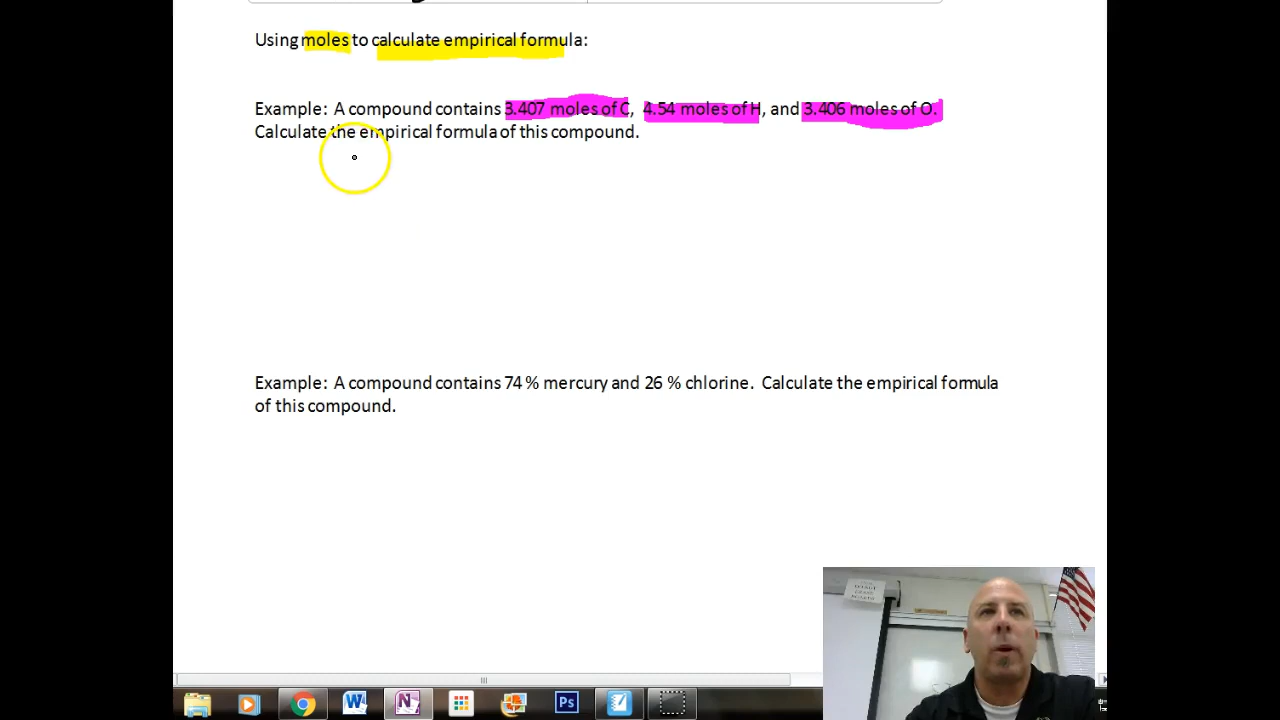 Using moles to calculate empirical formula:
Example: A compound contains 3.407 moles of C, 4.54 moles of H, and 3.406 moles of O.
Calculate the empirical formula of this compound.
Example: A compound contains 74 % mercury and 26 % chlorine. Calculate the empirical formula
of this compound.
Ps